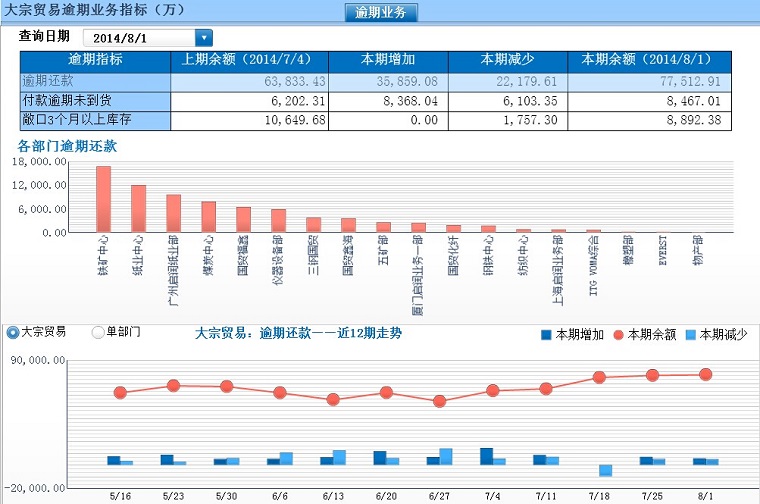 大宗贸易逾期业务指标（万） 逾期业务
查询日期 2014/8/1
逾期指标 上期余额（2014/7/4） 本期增加 本期减少 本期余额（2014/8/1）
逾期还款 63,833.43 35,859.08 22,179.61 77,512.91
付款逾期未到货 6,202.31 8,368.04 6,103.35 8,467.01
敞口3个月以上库存 10,649.68 0.00 1,757.30 8,892.38
各部门逾期还款
18,000.00
12,000.00
6,000.00
0.00
铁矿中心 纸业中心 广州启润纸业部 煤炭中心 国贸福鑫 仪器设备部 三钢国贸 国贸鑫海 五矿部 厦门启润业务一部 国贸化纤 钢铁中心 纺织中心 上海启润业务部 ITG VOMA综合 橡塑部 EVERST 物产部
大宗贸易 单部门 大宗贸易：逾期还款——近12期走势 本期增加 本期余额 本期减少
90,000.00
-20,000.00
5/16 5/23 5/30 6/6 6/13 6/20 6/27 7/4 7/11 7/18 7/25 8/1